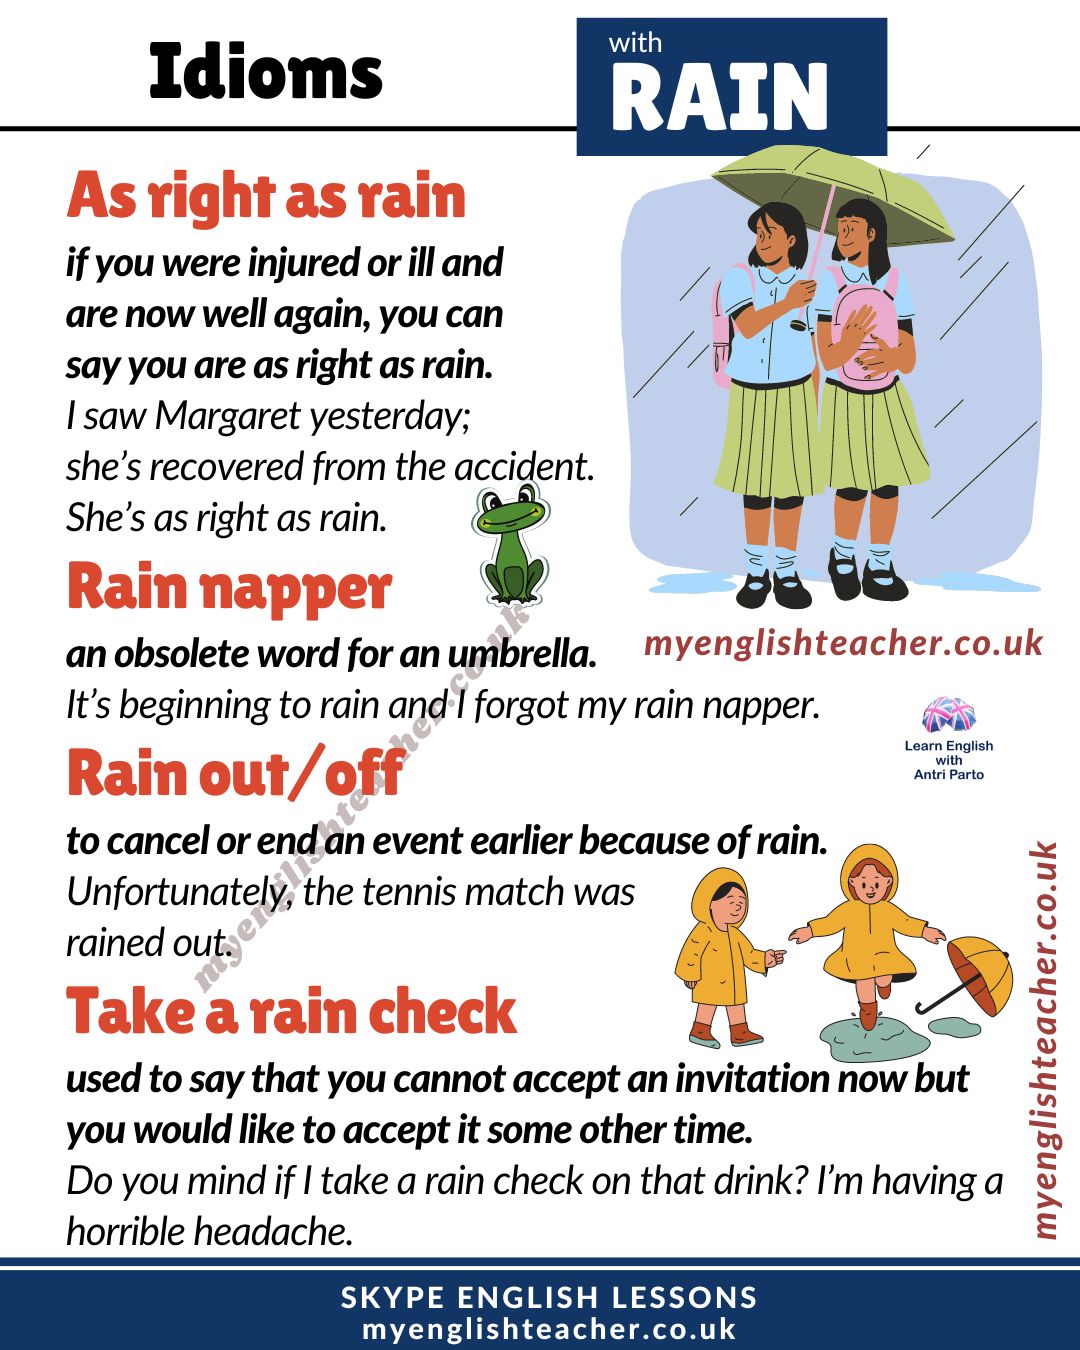 Idioms
with
RAIN
As right as rain
if you were injured or ill and
are now well again, you can
say you are as right as rain.
I saw Margaret yesterday;
she's recovered from the accident.
She's as right as rain.
Rain napper
an obsolete word for an umbrella.
It's beginning to rain and I forgot my rain napper.
Rain out/off
to cancel or end an event earlier because of rain.
Unfortunately, the tennis match was
rained out.
Take a rain check
used to say that you cannot accept an invitation now but
you would like to accept it some other time.
Do you mind if I take a rain check on that drink? I'm having a
horrible headache.
myenglishteacher.co.uk
Learn English
with
Antri Parto
myenglishteacher.co.uk
myenglishteacher.co.uk
SKYPE ENGLISH LESSONS
myenglishteacher.co.uk